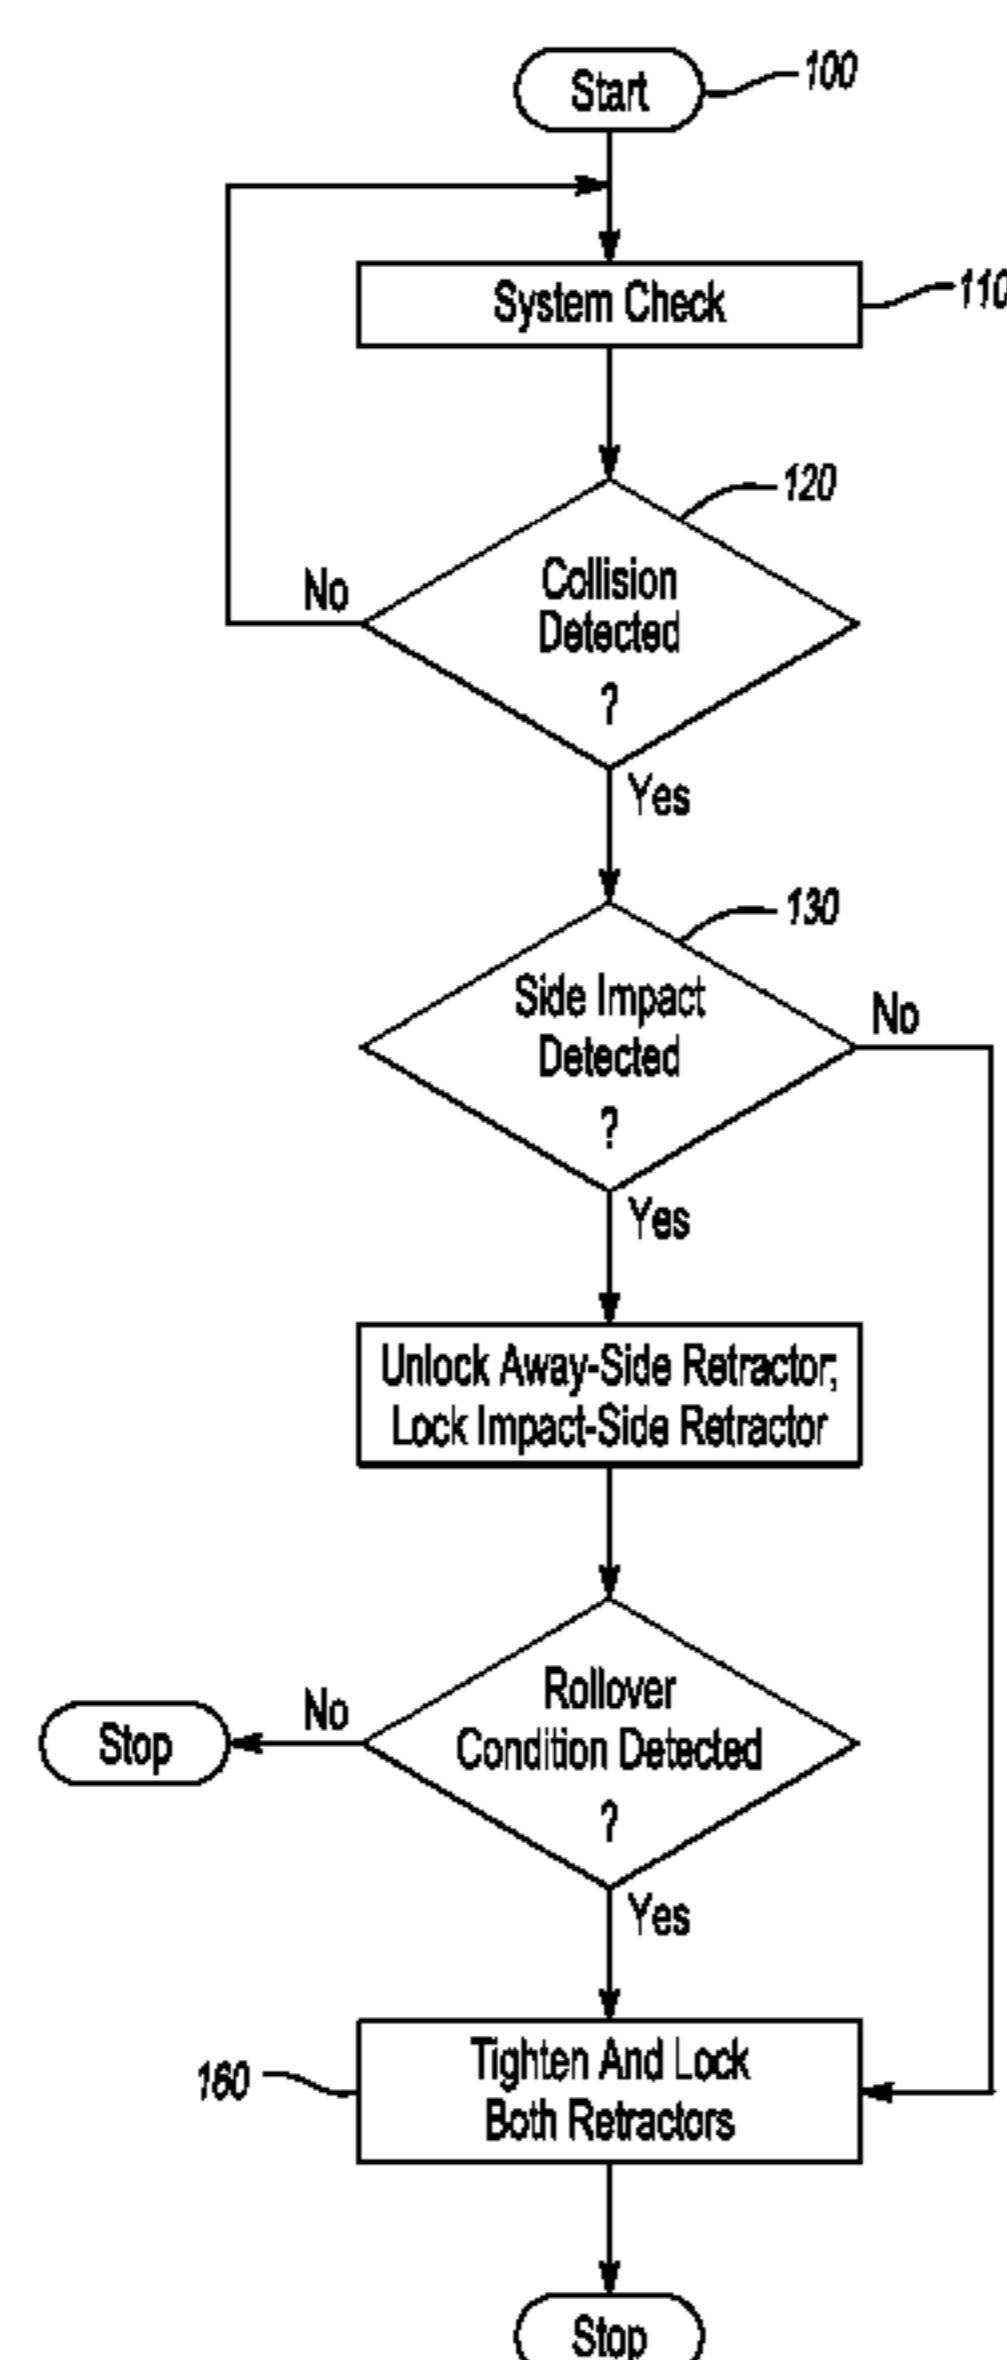 Start
100
System Check
110
120
Collision
Detected
?
No
Yes
130
Side Impact
Detected
?
No
Yes
Unlock Away-Side Retractor;
Lock Impact-Side Retractor
Rollover
Condition Detected
?
No
Stop
Yes
160
Tighten And Lock
Both Retractors
Stop